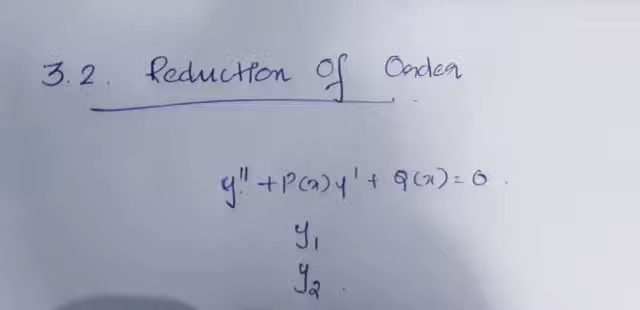 3.2. Reduction Of Order
y'' + P(x) y' + Q(x) = 0.
y₁
y₂.